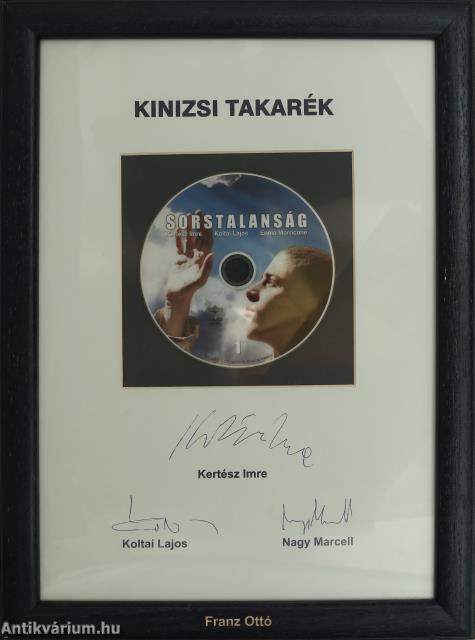 KINIZSI TAKARÉK
SORSTALANSÁG
Kertész Imre Koltai Lajos Ennio Morricone
1
Kertész Imre
Koltai Lajos
Nagy Marcell
Antikvárium.hu
Franz Ottó